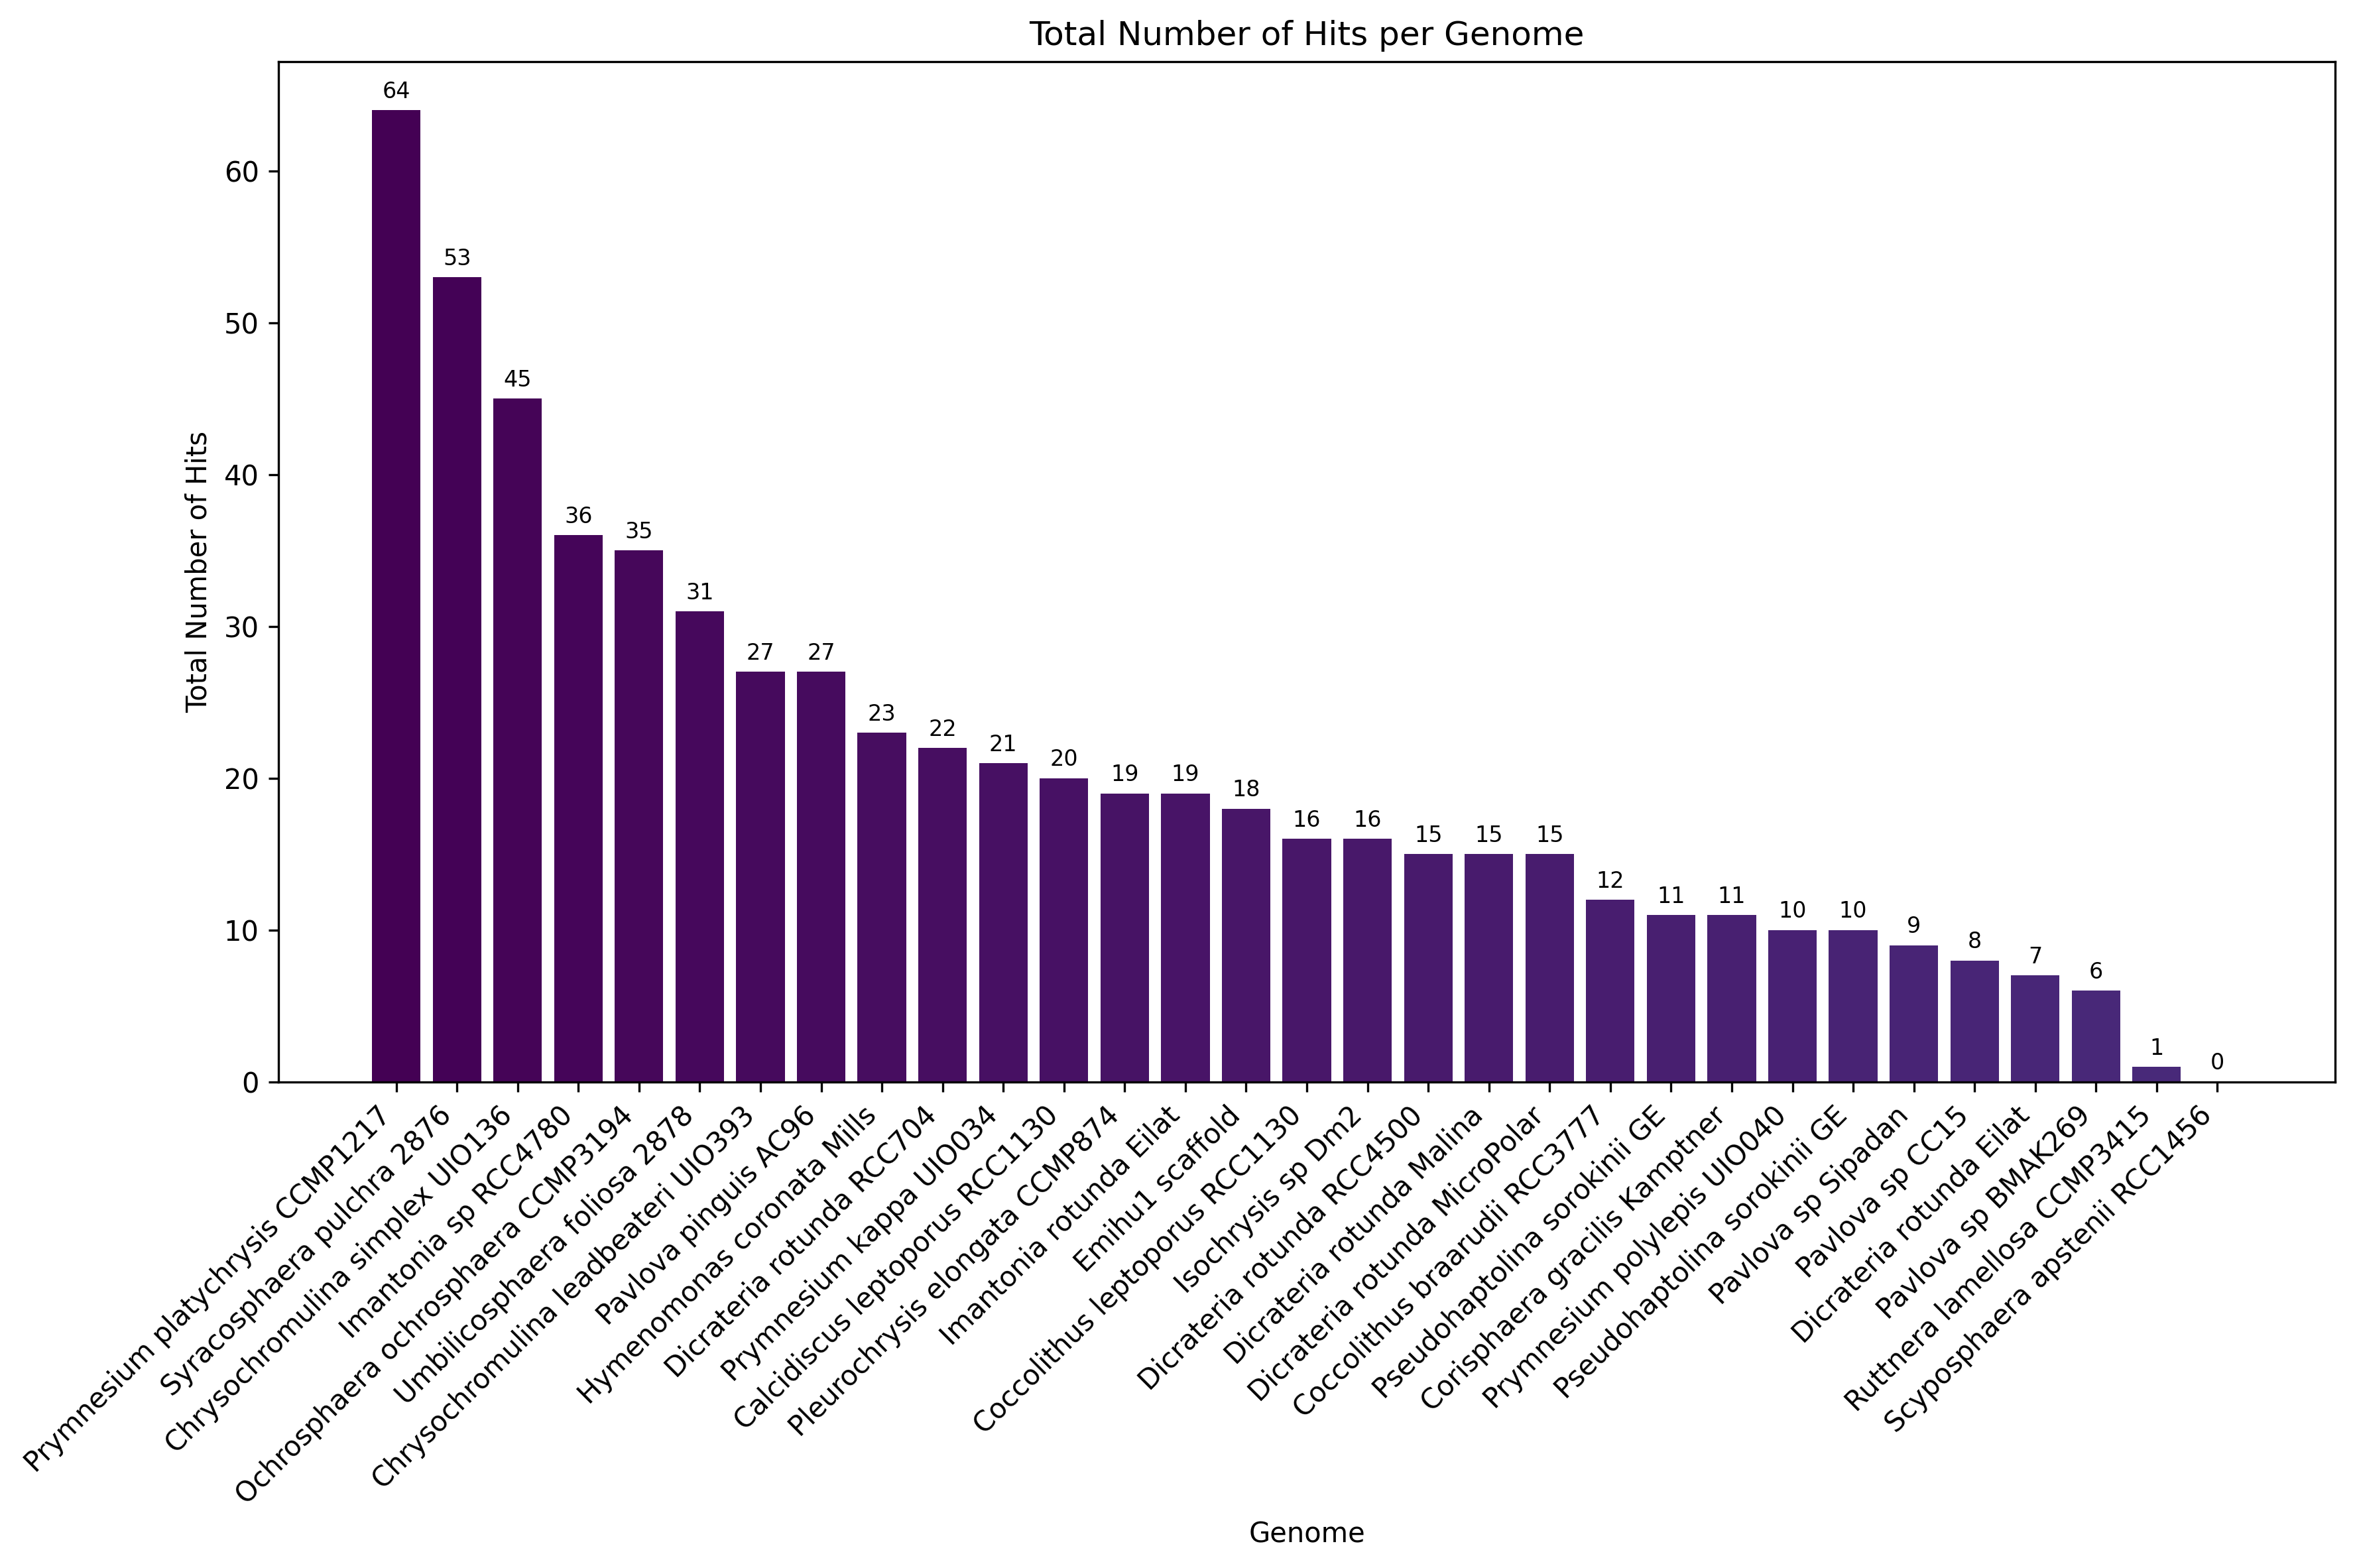 Total Number of Hits per Genome
Total Number of Hits
60
50
40
30
20
10
0
64
53
45
36
35
31
27
27
23
22
21
20
19
19
18
16
16
15
15
15
12
11
11
10
10
9
8
7
6
1
0
Prymnesium platychrysis CCMP1217
Syracosphaera pulchra 2876
Chrysochromulina simplex UIO136
Imantonia sp RCC4780
Ochrosphaera ochrosphaera CCMP3194
Umbilicosphaera foliosa 2878
Chrysochromulina leadbeateri UIO393
Pavlova pinguis AC96
Hymenomonas coronata Mills
Dicrateria rotunda RCC704
Prymnesium kappa UIO034
Calcidiscus leptoporus RCC1130
Pleurochrysis elongata CCMP874
Imantonia rotunda Eilat
Emihu1 scaffold
Coccolithus leptoporus RCC1130
Isochrysis sp Dm2
Dicrateria rotunda RCC4500
Dicrateria rotunda Malina
Dicrateria rotunda MicroPolar
Coccolithus braarudii RCC3777
Pseudohaptolina sorokinii GE
Corisphaera gracilis Kamptner
Prymnesium polylepis UIO040
Pseudohaptolina sorokinii GE
Pavlova sp Sipadan
Pavlova sp CC15
Dicrateria rotunda Eilat
Pavlova sp BMAK269
Ruttnera lamellosa CCMP3415
Scyposphaera apstenii RCC1456
Genome